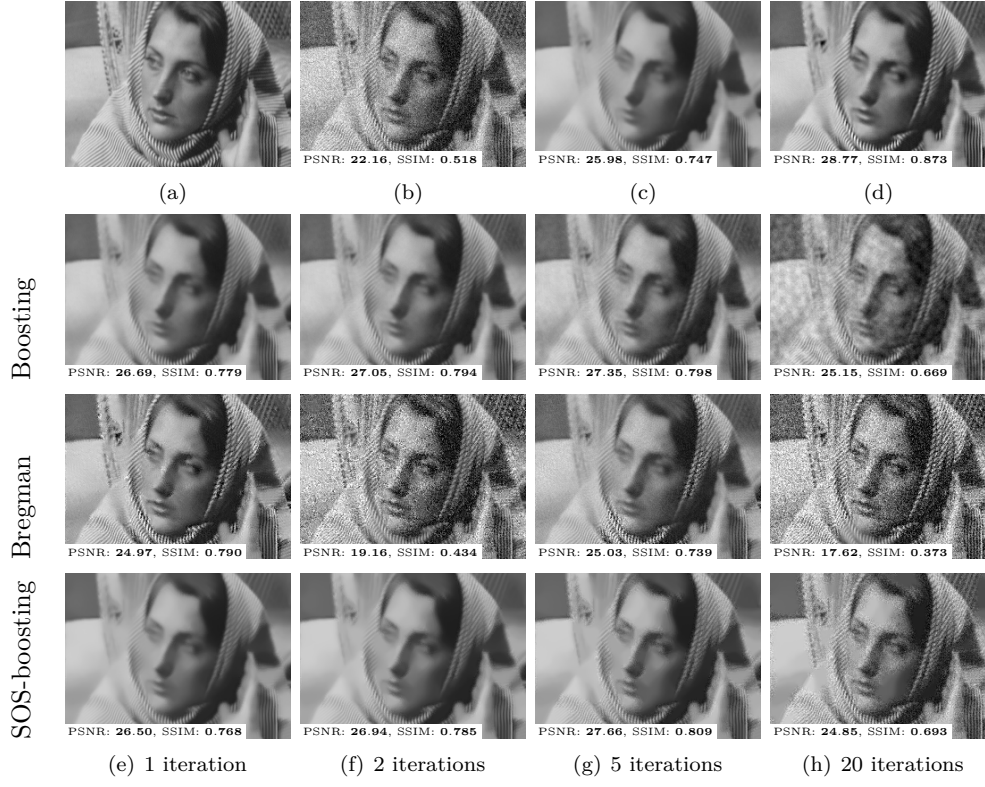 PSNR: 22.16, SSIM: 0.518
PSNR: 25.98, SSIM: 0.747
PSNR: 28.77, SSIM: 0.873
(a)
(b)
(c)
(d)
Boosting
PSNR: 26.69, SSIM: 0.779
PSNR: 27.05, SSIM: 0.794
PSNR: 27.35, SSIM: 0.798
PSNR: 25.15, SSIM: 0.669
Bregman
PSNR: 24.97, SSIM: 0.790
PSNR: 19.16, SSIM: 0.434
PSNR: 25.03, SSIM: 0.739
PSNR: 17.62, SSIM: 0.373
SOS-boosting
PSNR: 26.50, SSIM: 0.768
PSNR: 26.94, SSIM: 0.785
PSNR: 27.66, SSIM: 0.809
PSNR: 24.85, SSIM: 0.693
(e) 1 iteration
(f) 2 iterations
(g) 5 iterations
(h) 20 iterations